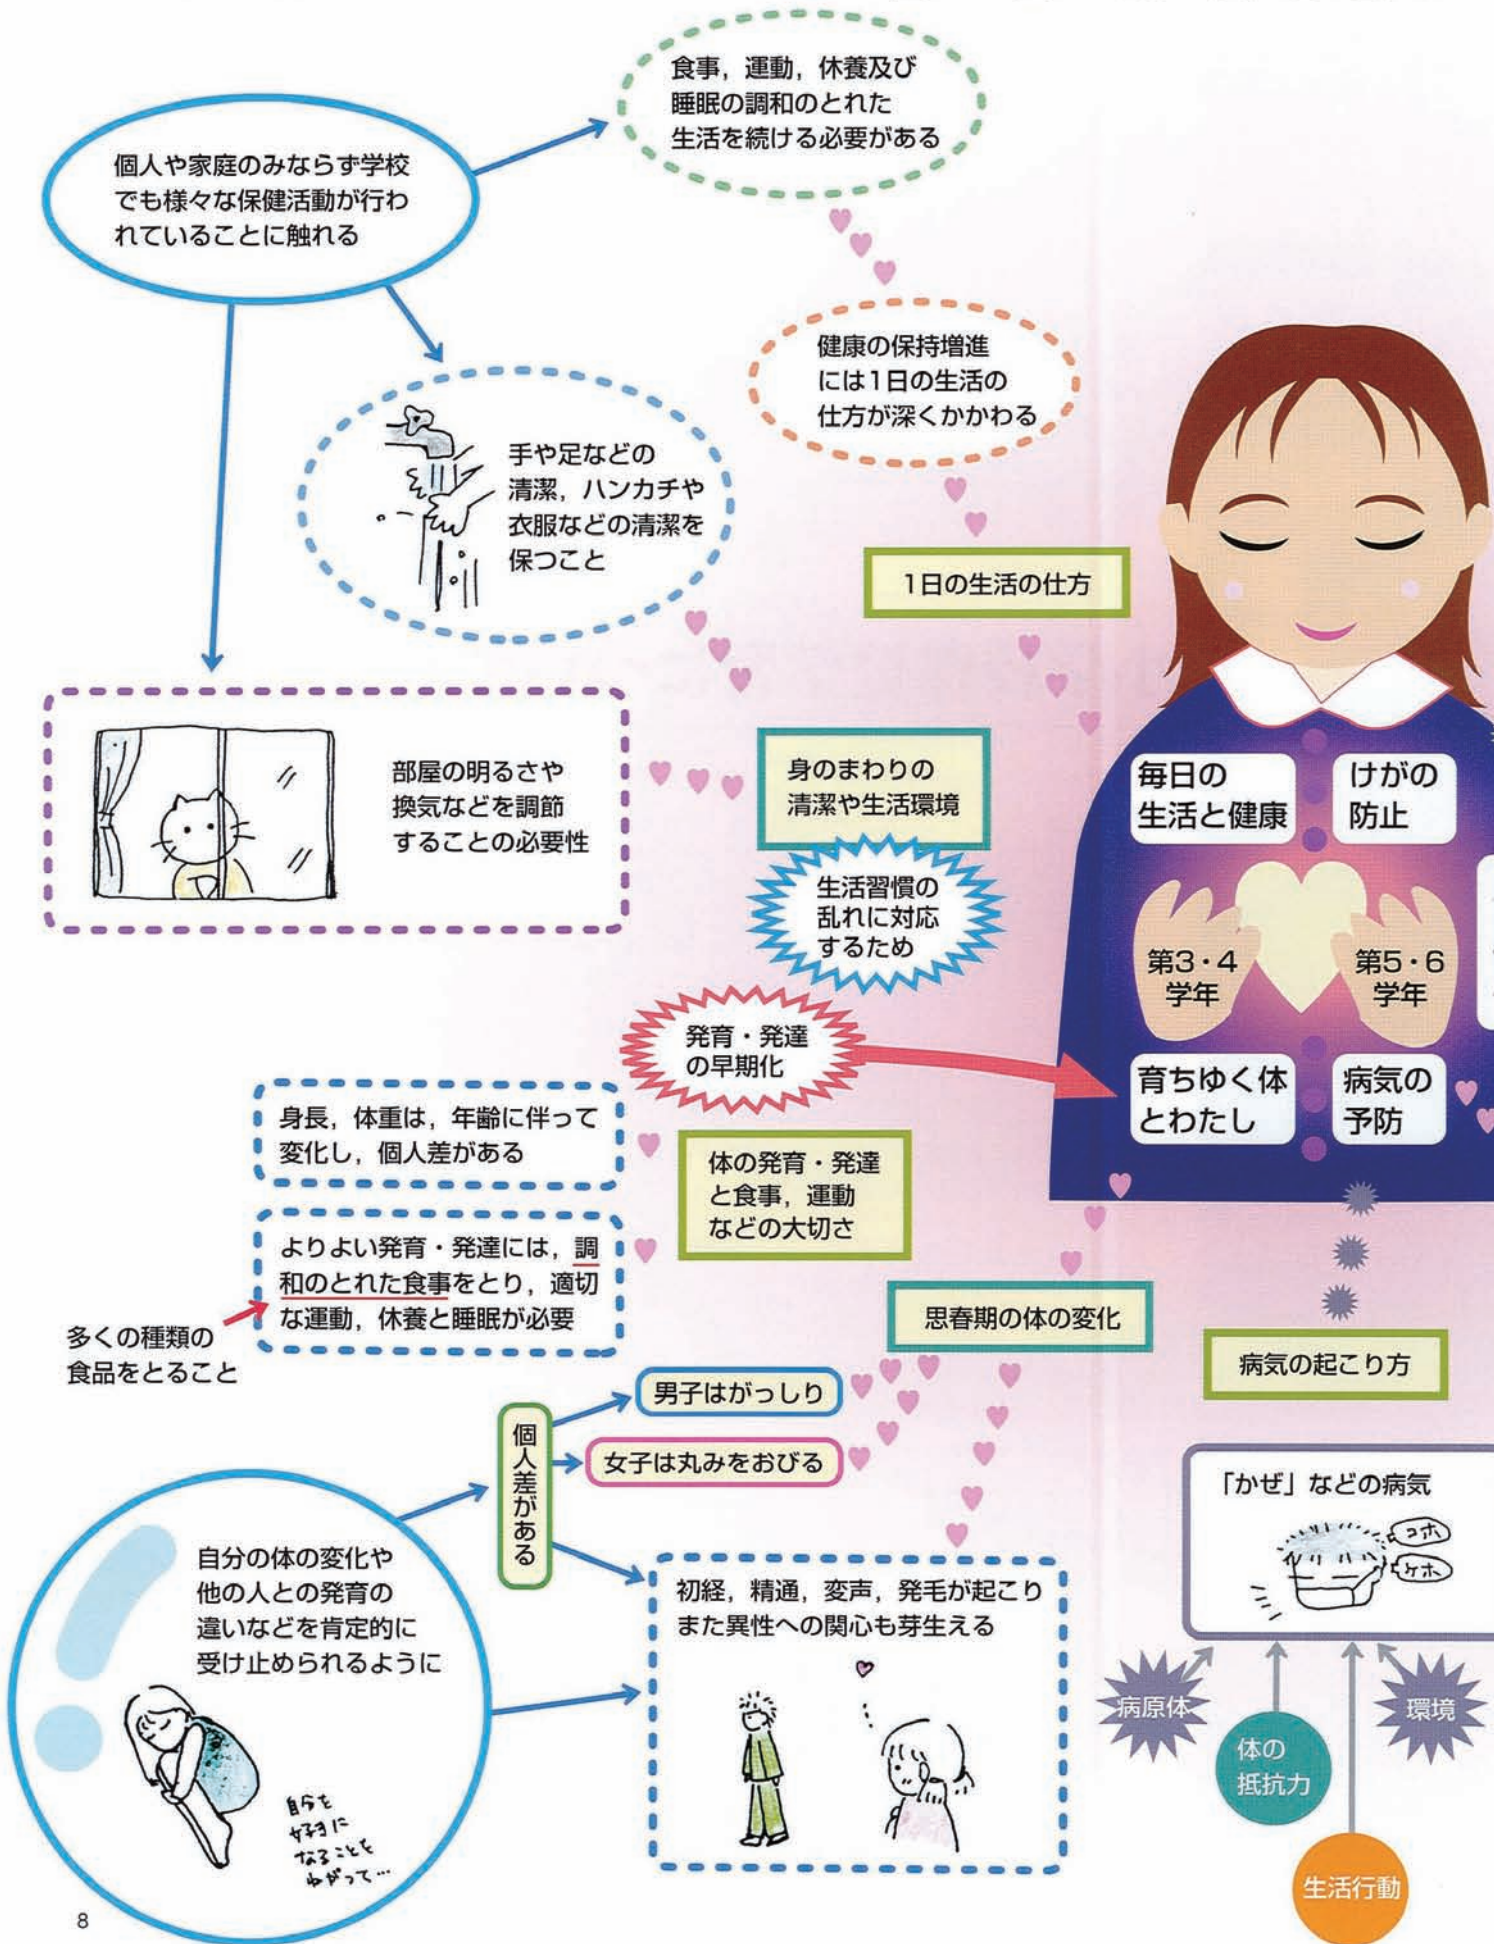 食事，運動，休養及び
睡眠の調和のとれた
生活を続ける必要がある
個人や家庭のみならず学校
でも様々な保健活動が行わ
れていることに触れる
健康の保持増進
には1日の生活の
仕方が深くかかわる
手や足などの
清潔，ハンカチや
衣服などの清潔を
保つこと
1日の生活の仕方
部屋の明るさや
換気などを調節
することの必要性
身のまわりの
清潔や生活環境
生活習慣の
乱れに対応
するため
毎日の
生活と健康
けがの
防止
第3・4
学年
第5・6
学年
育ちゆく体
とわたし
病気の
予防
発育・発達
の早期化
身長，体重は，年齢に伴って
変化し，個人差がある
体の発育・発達
と食事，運動
などの大切さ
よりよい発育・発達には，調
和のとれた食事をとり，適切
な運動，休養と睡眠が必要
多くの種類の
食品をとること
思春期の体の変化
病気の起こり方
男子はがっしり
女子は丸みをおびる
個人差がある
「かぜ」などの病気
コホ
ケホ
自分の体の変化や
他の人との発育の
違いなどを肯定的に
受け止められるように
自分を
好きに
なることを
ねがって…
初経，精通，変声，発毛が起こり
また異性への関心も芽生える
病原体
体の
抵抗力
環境
生活行動
8